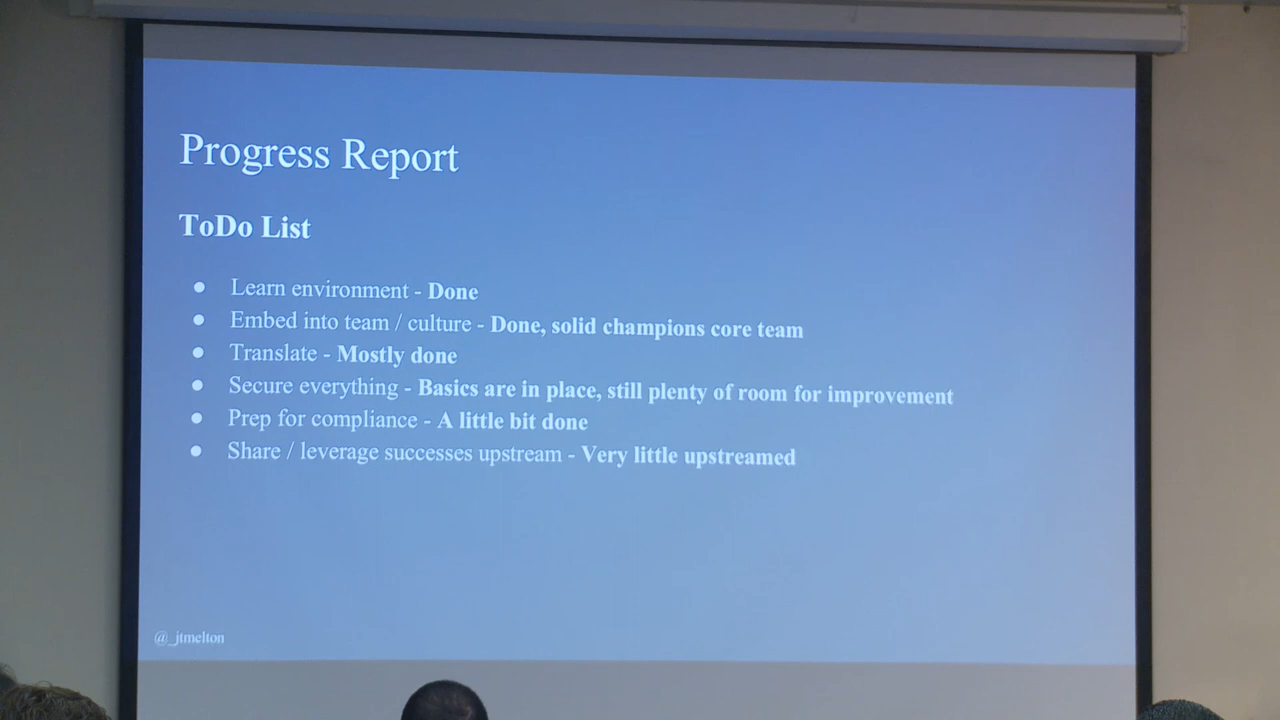 Progress Report
ToDo List
● Learn environment - Done
● Embed into team / culture - Done, solid champions core team
● Translate - Mostly done
● Secure everything - Basics are in place, still plenty of room for improvement
● Prep for compliance - A little bit done
● Share / leverage successes upstream - Very little upstreamed
@_jtmelton